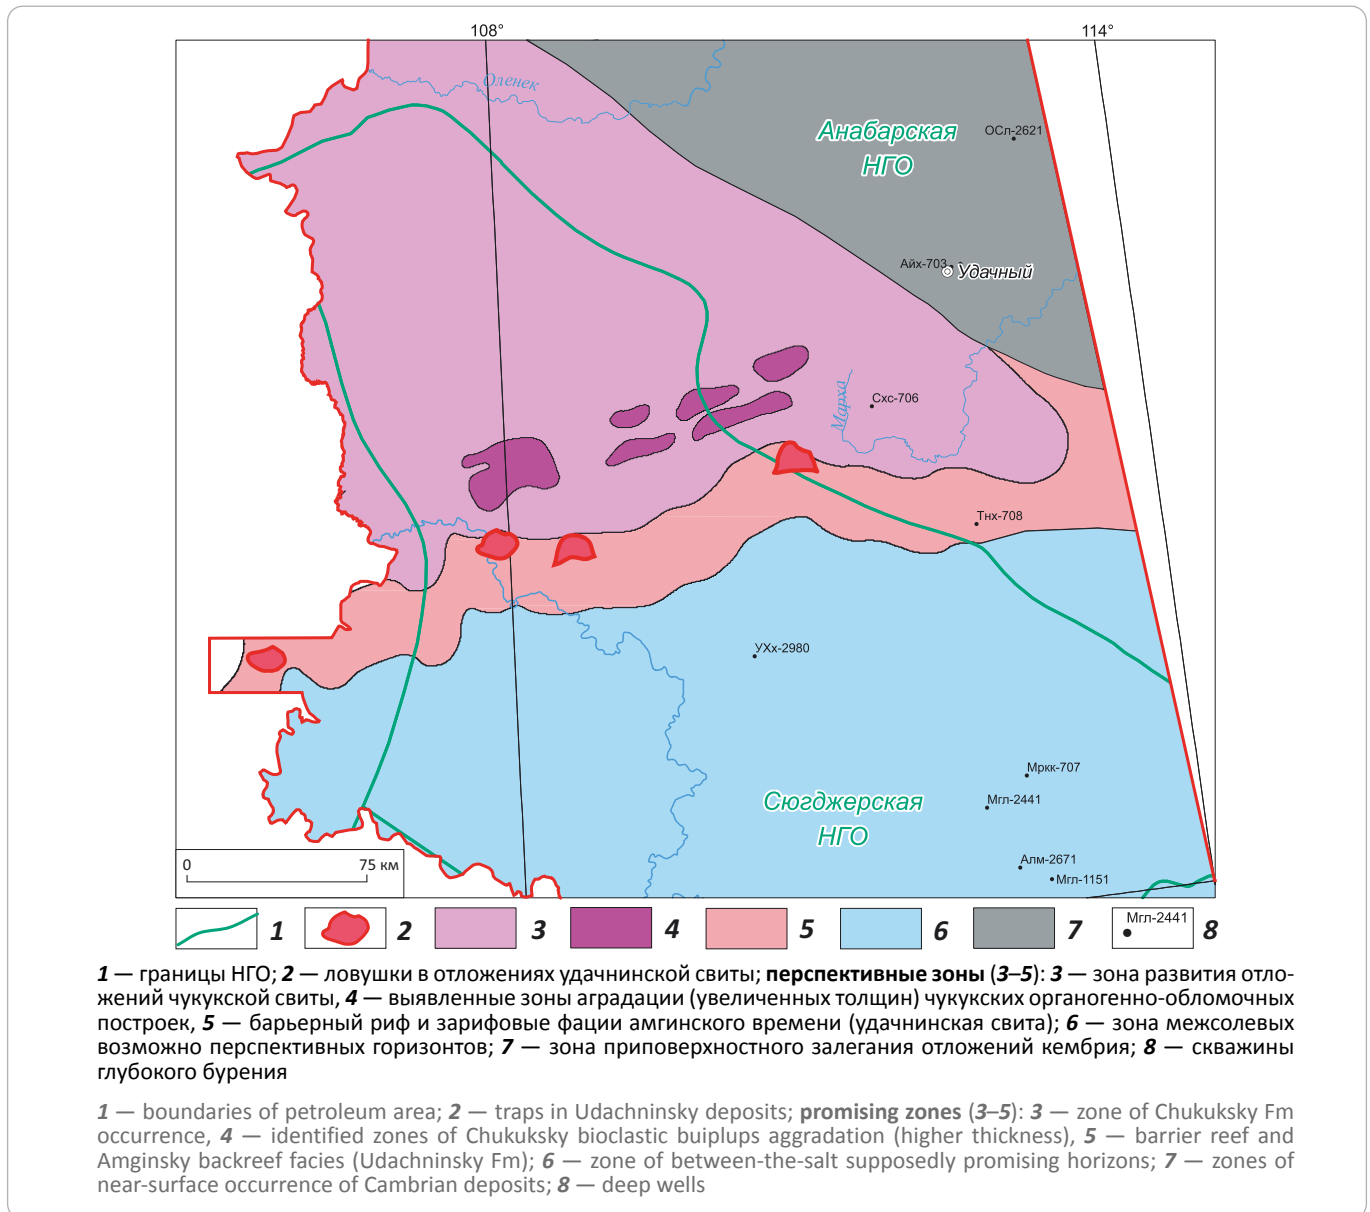 108°
114°
Оленек
Анабарская
НГО
ОСл-2621
Айх-703
Удачный
Марха
Схс-706
Тнх-708
УХх-2980
Мркк-707
Мгл-2441
Сюгджерская
НГО
Алм-2671
Мгл-1151
0 75 км
1 2 3 4 5 6 7 Мгл-2441 8
1 — границы НГО; 2 — ловушки в отложениях удачнинской свиты; перспективные зоны (3–5): 3 — зона развития отло-
жений чукукской свиты, 4 — выявленные зоны аградации (увеличенных толщин) чукукских органогенно-обломочных
построек, 5 — барьерный риф и зарифовые фации амгинского времени (удачнинская свита); 6 — зона межсолевых
возможно перспективных горизонтов; 7 — зона приповерхностного залегания отложений кембрия; 8 — скважины
глубокого бурения
1 — boundaries of petroleum area; 2 — traps in Udachninsky deposits; promising zones (3–5): 3 — zone of Chukuksky Fm
occurrence, 4 — identified zones of Chukuksky bioclastic buiplups aggradation (higher thickness), 5 — barrier reef and
Amginsky backreef facies (Udachninsky Fm); 6 — zone of between-the-salt supposedly promising horizons; 7 — zones of
near-surface occurrence of Cambrian deposits; 8 — deep wells